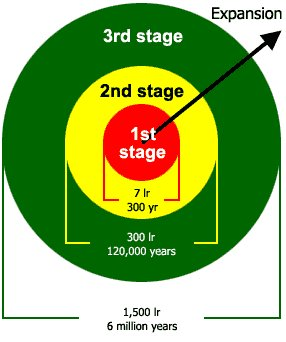 Expansion
3rd stage
2nd stage
1st
stage
7 lr
300 yr
300 lr
120,000 years
1,500 lr
6 million years